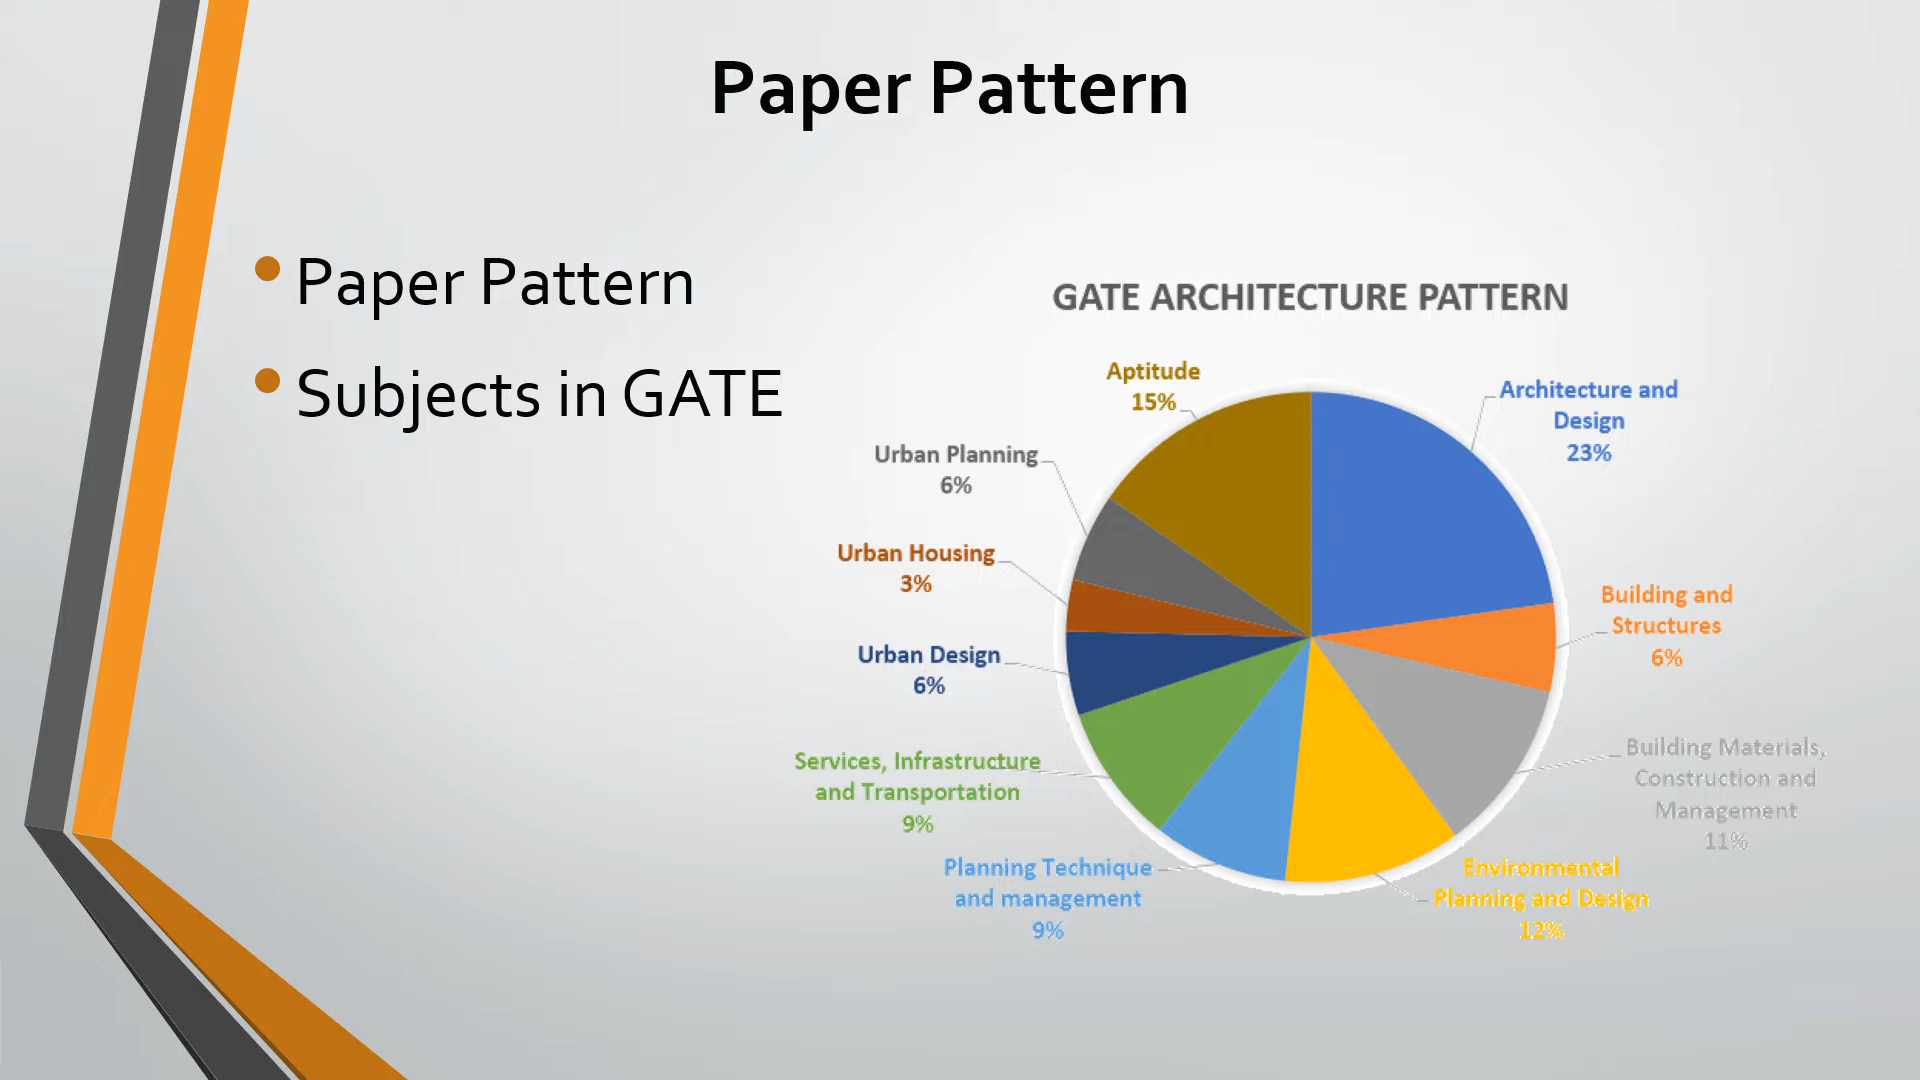 Paper Pattern
Paper Pattern
Subjects in GATE
GATE ARCHITECTURE PATTERN
Aptitude
15%
Architecture and
Design
23%
Urban Planning
6%
Urban Housing
3%
Building and
Structures
6%
Urban Design
6%
Services, Infrastructure
and Transportation
9%
Building Materials,
Construction and
Management
11%
Planning Technique
and management
9%
Environmental
Planning and Design
12%